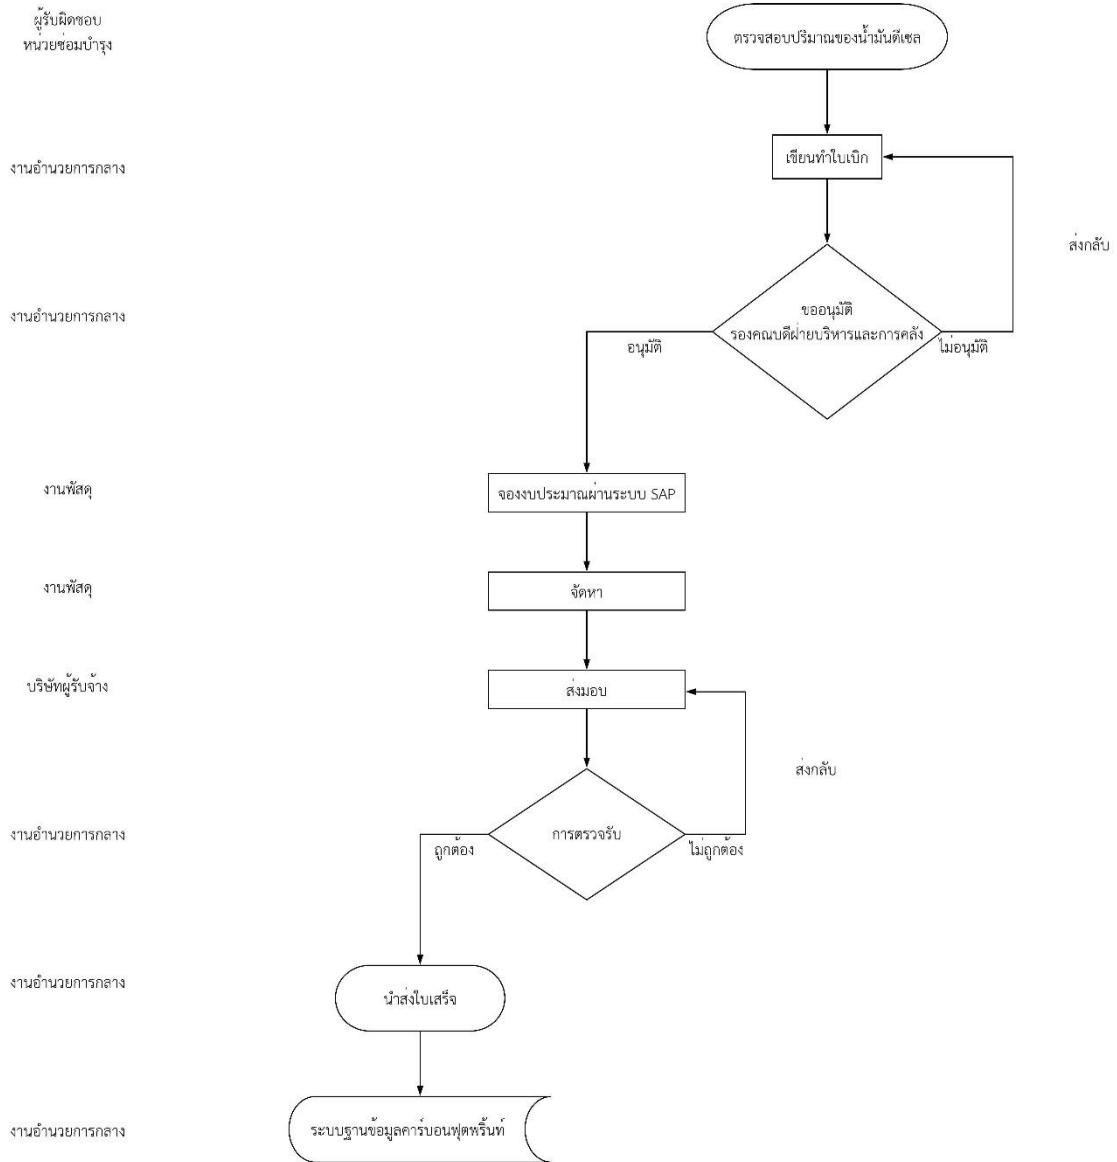 ผู้รับผิดชอบ
หน่วยซ่อมบำรุง
ตรวจสอบปริมาณของน้ำมันดีเซล
งานอำนวยการกลาง
เขียนทำใบเบิก
ส่งกลับ
งานอำนวยการกลาง
ขออนุมัติ
รองคณบดีฝ่ายบริหารและการคลัง
อนุมัติ
ไม่อนุมัติ
งานพัสดุ
จองงบประมาณผ่านระบบ SAP
งานพัสดุ
จัดหา
บริษัทผู้รับจ้าง
ส่งมอบ
ส่งกลับ
งานอำนวยการกลาง
การตรวจรับ
ถูกต้อง
ไม่ถูกต้อง
งานอำนวยการกลาง
นำส่งใบเสร็จ
งานอำนวยการกลาง
ระบบฐานข้อมูลคาร์บอนฟุตพริ้นท์